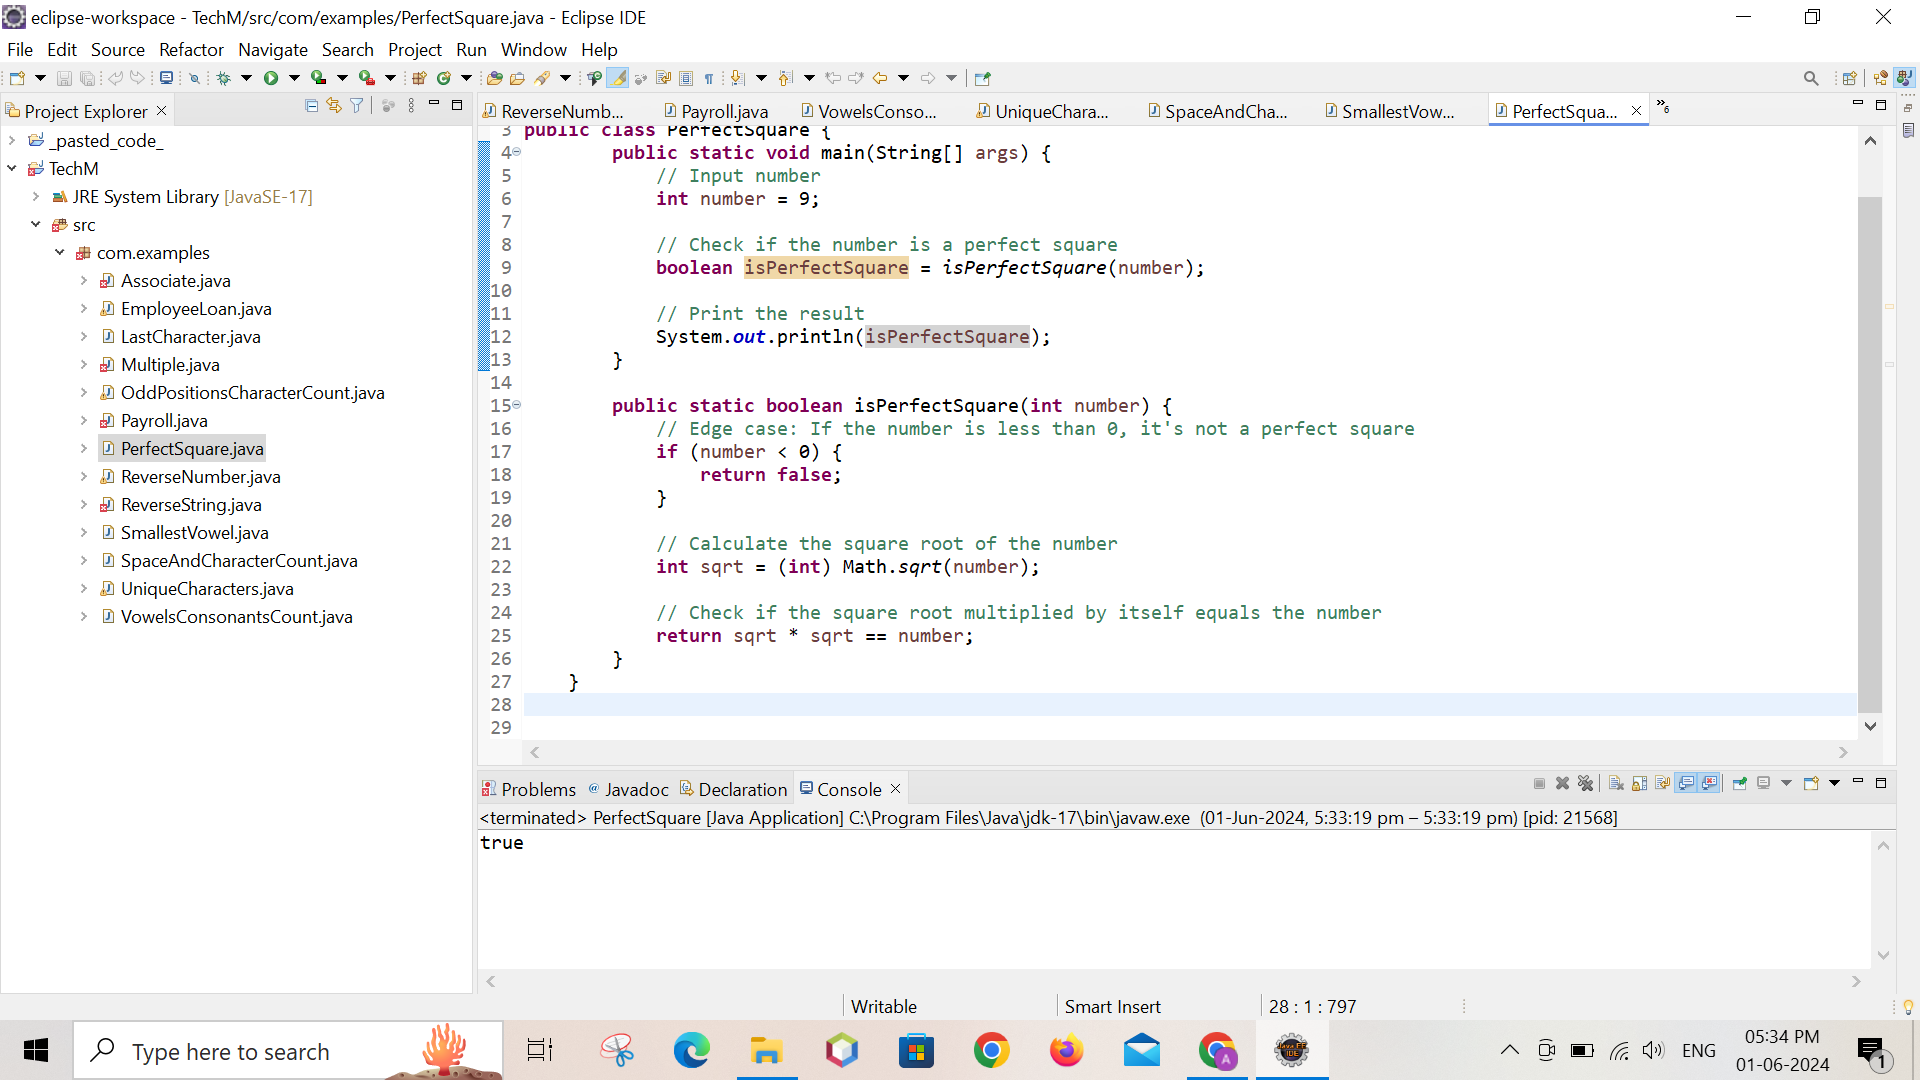 eclipse-workspace - TechM/src/com/examples/PerfectSquare.java - Eclipse IDE
File Edit Source Refactor Navigate Search Project Run Window Help
Project Explorer
_pasted_code_
TechM
JRE System Library [JavaSE-17]
src
com.examples
Associate.java
EmployeeLoan.java
LastCharacter.java
Multiple.java
OddPositionsCharacterCount.java
Payroll.java
PerfectSquare.java
ReverseNumber.java
ReverseString.java
SmallestVowel.java
SpaceAndCharacterCount.java
UniqueCharacters.java
VowelsConsonantsCount.java
ReverseNumb... Payroll.java VowelsConso... UniqueChara... SpaceAndCha... SmallestVow... PerfectSqua... »6
3 public class PerfectSquare {
4 public static void main(String[] args) {
5 // Input number
6 int number = 9;
7
8 // Check if the number is a perfect square
9 boolean isPerfectSquare = isPerfectSquare(number);
10
11 // Print the result
12 System.out.println(isPerfectSquare);
13 }
14
15 public static boolean isPerfectSquare(int number) {
16 // Edge case: If the number is less than 0, it's not a perfect square
17 if (number < 0) {
18 return false;
19 }
20
21 // Calculate the square root of the number
22 int sqrt = (int) Math.sqrt(number);
23
24 // Check if the square root multiplied by itself equals the number
25 return sqrt * sqrt == number;
26 }
27 }
28
29
Problems @ Javadoc Declaration Console
<terminated> PerfectSquare [Java Application] C:\Program Files\Java\jdk-17\bin\javaw.exe (01-Jun-2024, 5:33:19 pm – 5:33:19 pm) [pid: 21568]
true
Writable Smart Insert 28 : 1 : 797
Type here to search
A
Java EE
IDE
ENG
05:34 PM
01-06-2024
1